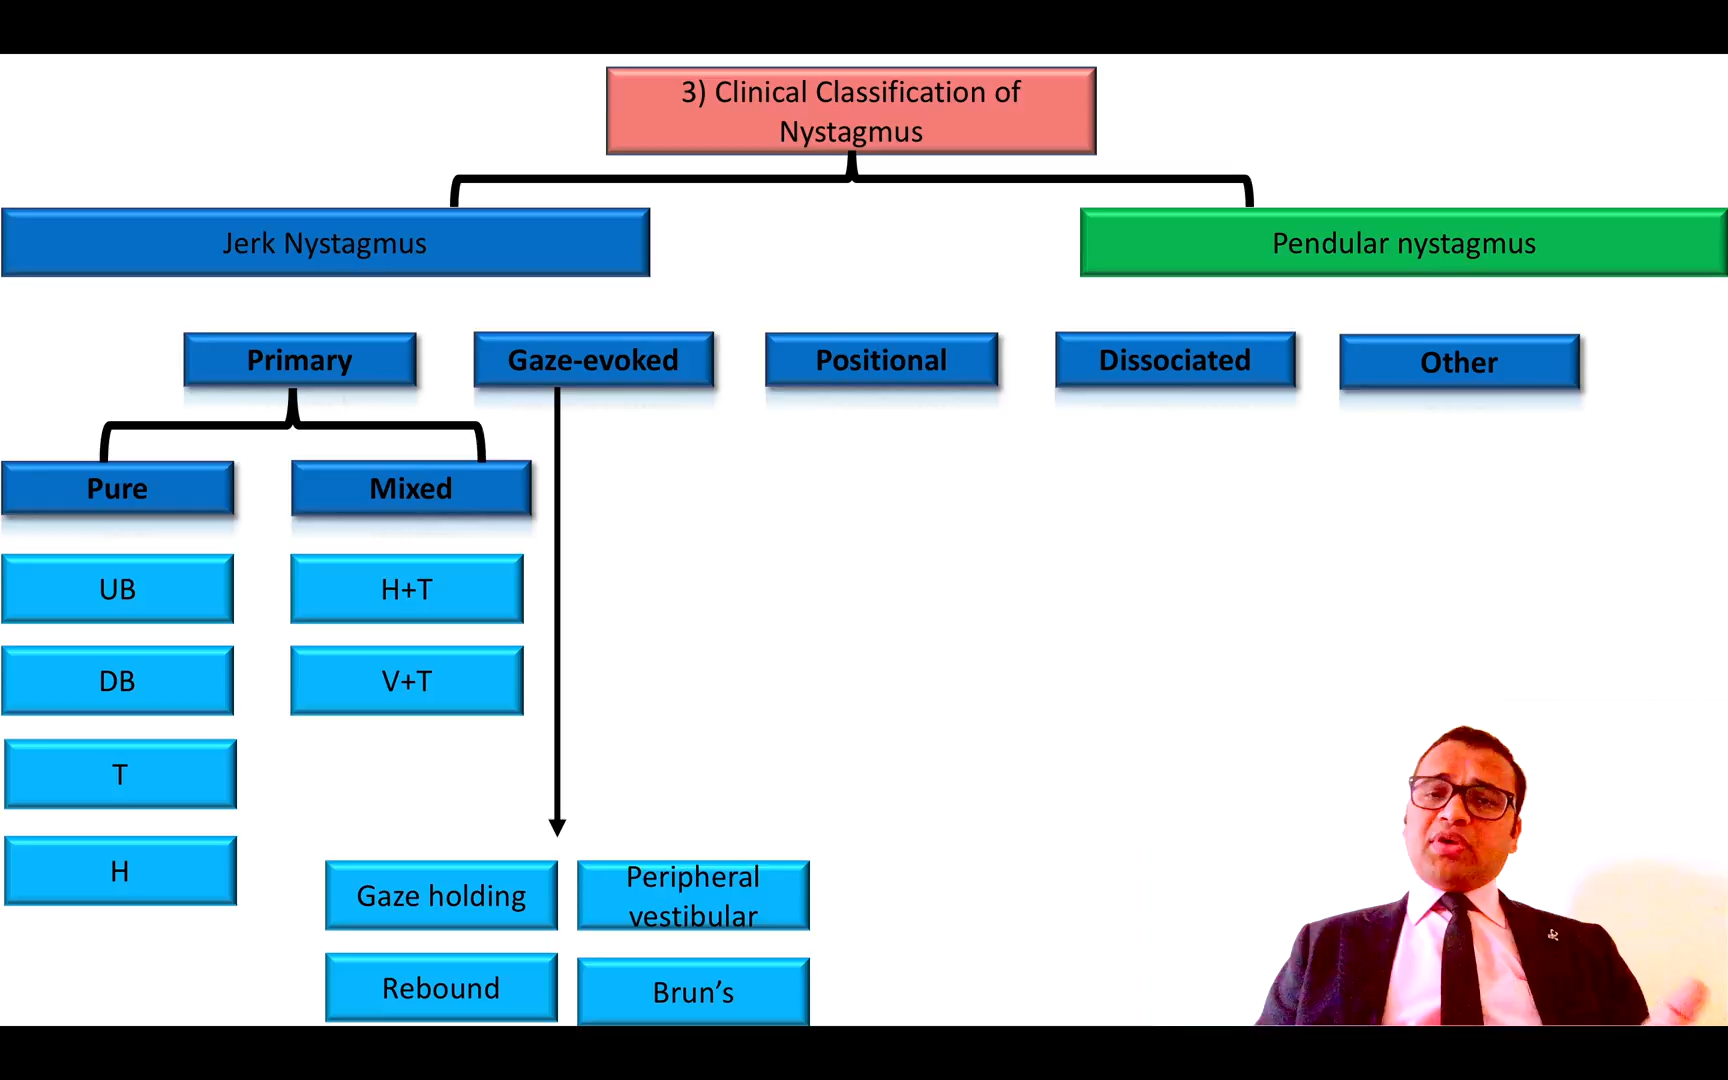 3) Clinical Classification of
Nystagmus
Jerk Nystagmus
Pendular nystagmus
Primary
Gaze-evoked
Positional
Dissociated
Other
Pure
Mixed
UB
H+T
DB
V+T
T
H
Gaze holding
Peripheral
vestibular
Rebound
Brun’s